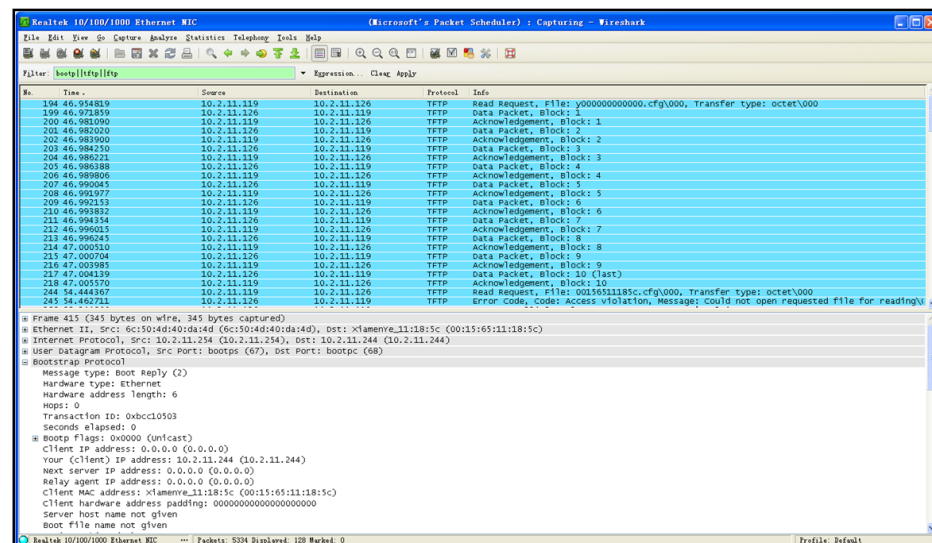 Realtek 10/100/1000 Ethernet NIC (Microsoft's Packet Scheduler) : Capturing - Wireshark
File Edit View Go Capture Analyze Statistics Telephony Tools Help
Filter: bootp||tftp||ftp Expression... Clear Apply
No. Time . Source Destination Protocol Info
194 46.954819 10.2.11.119 10.2.11.126 TFTP Read Request, File: y000000000000.cfg\000, Transfer type: octet\000
199 46.971859 10.2.11.126 10.2.11.119 TFTP Data Packet, Block: 1
200 46.981090 10.2.11.119 10.2.11.126 TFTP Acknowledgement, Block: 1
201 46.982020 10.2.11.126 10.2.11.119 TFTP Data Packet, Block: 2
202 46.983900 10.2.11.119 10.2.11.126 TFTP Acknowledgement, Block: 2
203 46.984250 10.2.11.126 10.2.11.119 TFTP Data Packet, Block: 3
204 46.986221 10.2.11.119 10.2.11.126 TFTP Acknowledgement, Block: 3
205 46.986388 10.2.11.126 10.2.11.119 TFTP Data Packet, Block: 4
206 46.989806 10.2.11.119 10.2.11.126 TFTP Acknowledgement, Block: 4
207 46.990045 10.2.11.126 10.2.11.119 TFTP Data Packet, Block: 5
208 46.991977 10.2.11.119 10.2.11.126 TFTP Acknowledgement, Block: 5
209 46.992153 10.2.11.126 10.2.11.119 TFTP Data Packet, Block: 6
210 46.993832 10.2.11.119 10.2.11.126 TFTP Acknowledgement, Block: 6
211 46.994354 10.2.11.126 10.2.11.119 TFTP Data Packet, Block: 7
212 46.996015 10.2.11.119 10.2.11.126 TFTP Acknowledgement, Block: 7
213 46.996245 10.2.11.126 10.2.11.119 TFTP Data Packet, Block: 8
214 47.000510 10.2.11.119 10.2.11.126 TFTP Acknowledgement, Block: 8
215 47.000704 10.2.11.126 10.2.11.119 TFTP Data Packet, Block: 9
216 47.003985 10.2.11.119 10.2.11.126 TFTP Acknowledgement, Block: 9
217 47.004139 10.2.11.126 10.2.11.119 TFTP Data Packet, Block: 10 (last)
218 47.005570 10.2.11.119 10.2.11.126 TFTP Acknowledgement, Block: 10
244 54.444367 10.2.11.119 10.2.11.126 TFTP Read Request, File: 00156511185c.cfg\000, Transfer type: octet\000
245 54.462711 10.2.11.126 10.2.11.119 TFTP Error Code, Code: Access violation, Message: Could not open requested file for reading\
Frame 415 (345 bytes on wire, 345 bytes captured)
Ethernet II, Src: 6c:50:4d:40:da:4d (6c:50:4d:40:da:4d), Dst: XiamenYe_11:18:5c (00:15:65:11:18:5c)
Internet Protocol, Src: 10.2.11.254 (10.2.11.254), Dst: 10.2.11.244 (10.2.11.244)
User Datagram Protocol, Src Port: bootps (67), Dst Port: bootpc (68)
Bootstrap Protocol
Message type: Boot Reply (2)
Hardware type: Ethernet
Hardware address length: 6
Hops: 0
Transaction ID: 0xbcc10503
Seconds elapsed: 0
Bootp flags: 0x0000 (Unicast)
Client IP address: 0.0.0.0 (0.0.0.0)
Your (client) IP address: 10.2.11.244 (10.2.11.244)
Next server IP address: 0.0.0.0 (0.0.0.0)
Relay agent IP address: 0.0.0.0 (0.0.0.0)
Client MAC address: XiamenYe_11:18:5c (00:15:65:11:18:5c)
Client hardware address padding: 00000000000000000000
Server host name not given
Boot file name not given
Realtek 10/100/1000 Ethernet NIC ... Packets: 5334 Displayed: 128 Marked: 0 Profile: Default